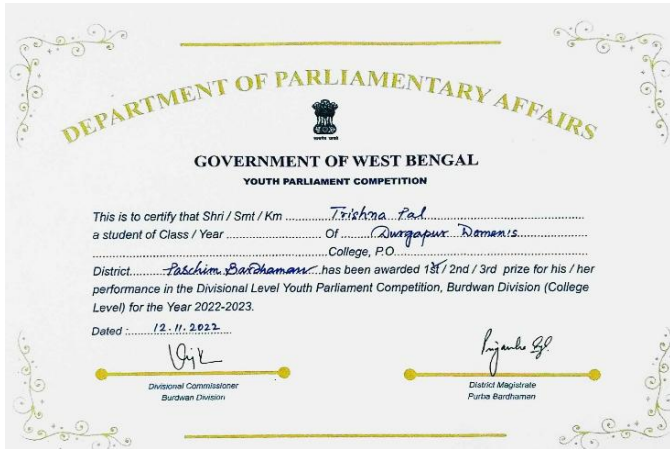 DEPARTMENT OF PARLIAMENTARY AFFAIRS
GOVERNMENT OF WEST BENGAL
YOUTH PARLIAMENT COMPETITION
This is to certify that Shri / Smt / Km .......... Trishna Pal ..........
a student of Class / Year .......... Of .......... Durgapur Women's ..........
.......... College, P.O. ..........
District .......... Paschim Bardhaman .......... has been awarded 1st / 2nd / 3rd prize for his / her
performance in the Divisional Level Youth Parliament Competition, Burdwan Division (College
Level) for the Year 2022-2023.
Dated : .......... 12.11.2022 ..........
Divisional Commissioner
Burdwan Division
District Magistrate
Purba Bardhaman